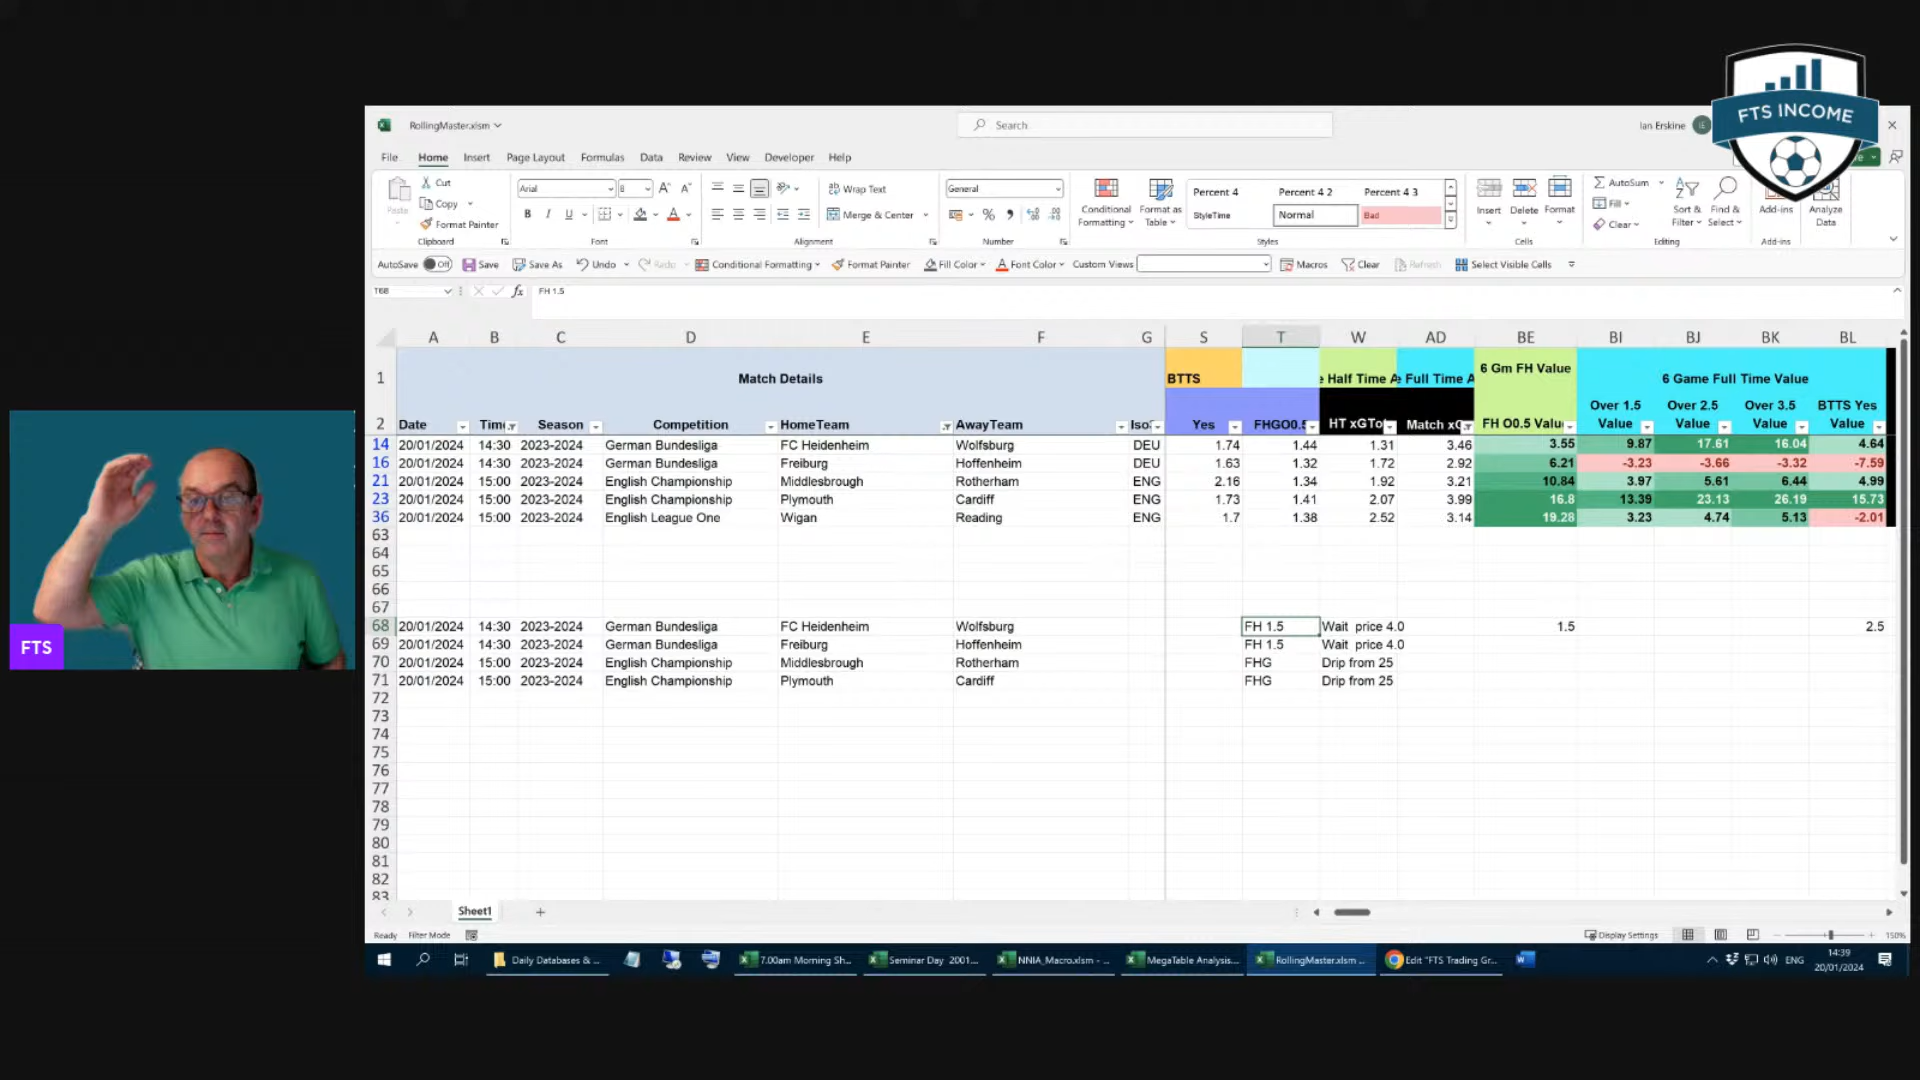 FTS INCOME
RollingMaster.xlsm
Search
Ian Erskine
File Home Insert Page Layout Formulas Data Review View Developer Help
Paste
Cut
Copy
Format Painter
Clipboard
Arial 8
B I U
Font
Wrap Text
Merge & Center
Alignment
General
Number
Conditional Formatting
Format as Table
Percent 4 Percent 4 2 Percent 4 3
StyleTime Normal Bad
Styles
Insert Delete Format
Cells
AutoSum
Fill
Clear
Sort & Filter
Find & Select
Editing
Add-ins
Add-ins
Analyze Data
AutoSave Off Save Save As Undo Redo Conditional Formatting Format Painter Fill Color Font Color Custom Views Macros Clear Refresh Select Visible Cells
T68 fx FH 1.5
A B C D E F G S T W AD BE BI BJ BK BL
1 Match Details BTTS e Half Time A e Full Time A 6 Gm FH Value 6 Game Full Time Value
2 Date Time Season Competition HomeTeam AwayTeam Iso Yes FHGO0.5 HT xGTo Match xG FH O0.5 Valu Over 1.5 Value Over 2.5 Value Over 3.5 Value BTTS Yes Value
14 20/01/2024 14:30 2023-2024 German Bundesliga FC Heidenheim Wolfsburg DEU 1.74 1.44 1.31 3.46 3.55 9.87 17.61 16.04 4.64
16 20/01/2024 14:30 2023-2024 German Bundesliga Freiburg Hoffenheim DEU 1.63 1.32 1.72 2.92 6.21 -3.23 -3.66 -3.32 -7.59
21 20/01/2024 15:00 2023-2024 English Championship Middlesbrough Rotherham ENG 2.16 1.34 1.92 3.21 10.84 3.97 5.61 6.44 4.99
23 20/01/2024 15:00 2023-2024 English Championship Plymouth Cardiff ENG 1.73 1.41 2.07 3.99 16.8 13.39 23.13 26.19 15.73
36 20/01/2024 15:00 2023-2024 English League One Wigan Reading ENG 1.7 1.38 2.52 3.14 19.28 3.23 4.74 5.13 -2.01
63
64
65
66
67
68 20/01/2024 14:30 2023-2024 German Bundesliga FC Heidenheim Wolfsburg FH 1.5 Wait price 4.0 1.5 2.5
69 20/01/2024 14:30 2023-2024 German Bundesliga Freiburg Hoffenheim FH 1.5 Wait price 4.0
70 20/01/2024 15:00 2023-2024 English Championship Middlesbrough Rotherham FHG Drip from 25
71 20/01/2024 15:00 2023-2024 English Championship Plymouth Cardiff FHG Drip from 25
72
73
74
75
76
77
78
79
80
81
82
83
FTS
Sheet1
Ready Filter Mode Display Settings 150%
Daily Databases & ... 7.00am Morning Sh... Seminar Day 2001... NNIA_Macro.xlsm - ... MegaTable Analysis... RollingMaster.xlsm ... Edit "FTS Trading Gr... ENG 14:39
20/01/2024